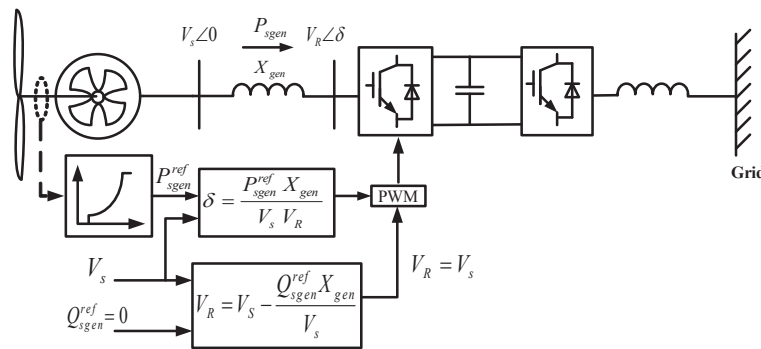 V_s∠0
P_sgen
V_R∠δ
X_gen
P_sgen^ref
δ = P_sgen^ref X_gen / V_s V_R
PWM
Grid
V_s
V_R = V_S − Q_sgen^ref X_gen / V_s
V_R = V_s
Q_sgen^ref = 0